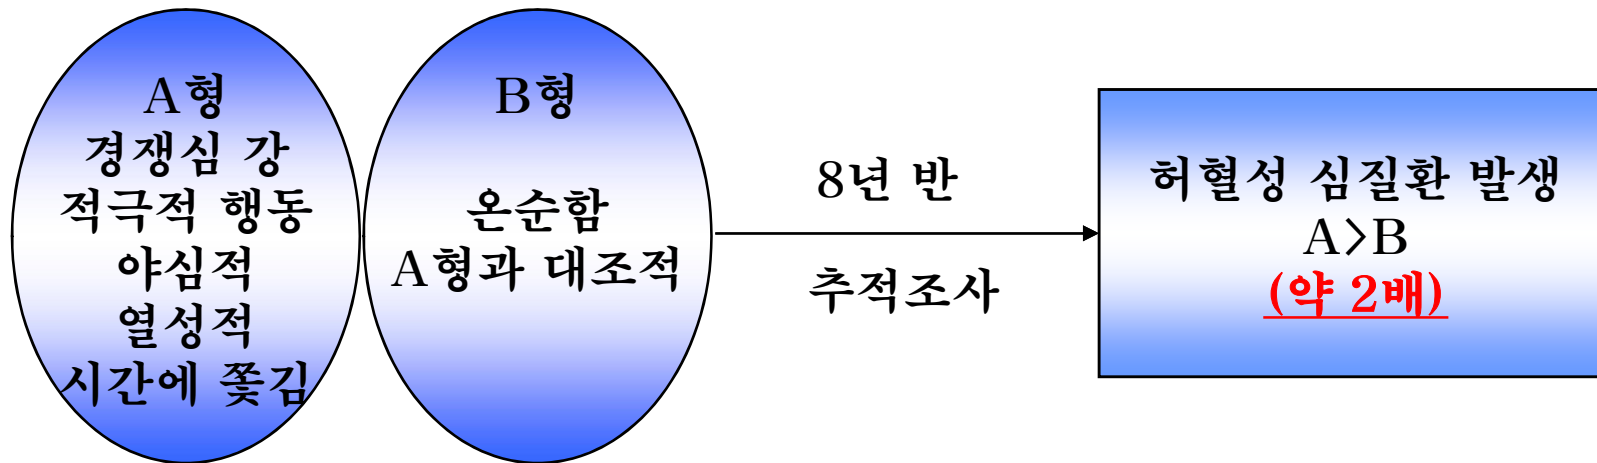 A형
경쟁심 강
적극적 행동
야심적
열성적
시간에 쫓김
B형
온순함
A형과 대조적
8년 반
추적조사
허혈성 심질환 발생
A>B
(약 2배)